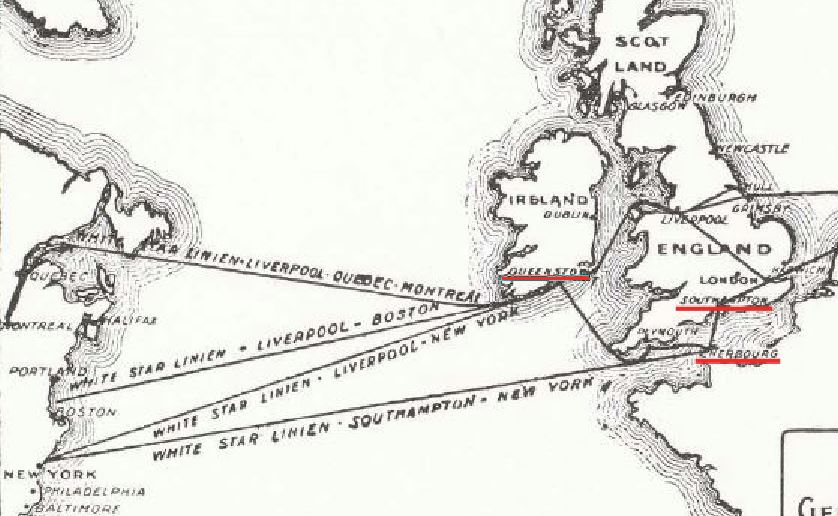 SCOT
LAND
GLASGOW
EDINBURGH
NEWCASTLE
HULL
GRIMSBY
IRELAND
DUBLIN
LIVERPOOL
ENGLAND
LONDON
HARWICH
QUEENSTON
SOUTHAMPTON
PLYMOUTH
CHERBOURG
WHITE STAR LINIEN·LIVERPOOL·QUEBEC·MONTREAL
WHITE STAR LINIEN - LIVERPOOL - BOSTON
WHITE STAR LINIEN · LIVERPOOL-NEW YORK
WHITE STAR LINIEN · SOUTHAMPTON - NEW YORK
QUEBEC
MONTREAL
HALIFAX
PORTLAND
BOSTON
NEW YORK
PHILADELPHIA
BALTIMORE